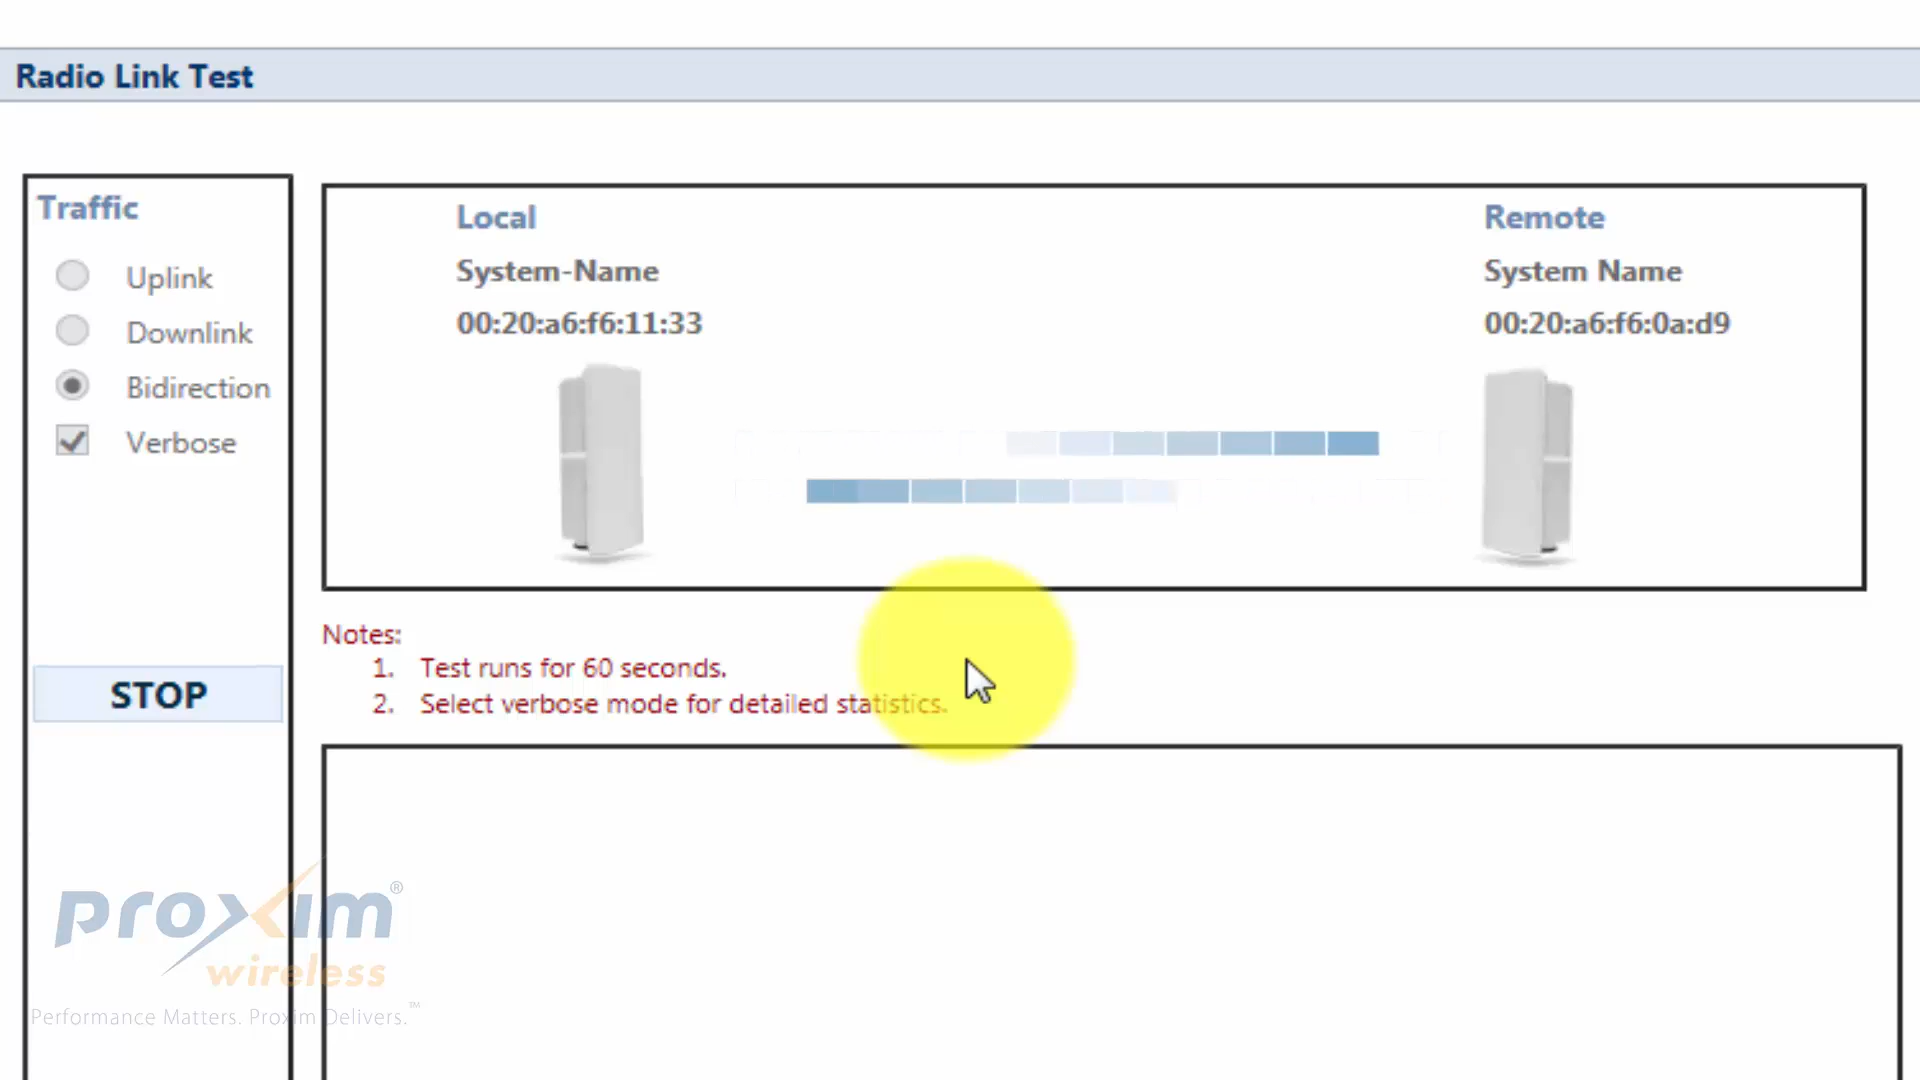 Radio Link Test
Traffic
Uplink
Downlink
Bidirection
Verbose
STOP
Local
System-Name
00:20:a6:f6:11:33
Remote
System Name
00:20:a6:f6:0a:d9
Notes:
1. Test runs for 60 seconds.
2. Select verbose mode for detailed statistics.
proxim®
wireless
Performance Matters. Proxim Delivers.™